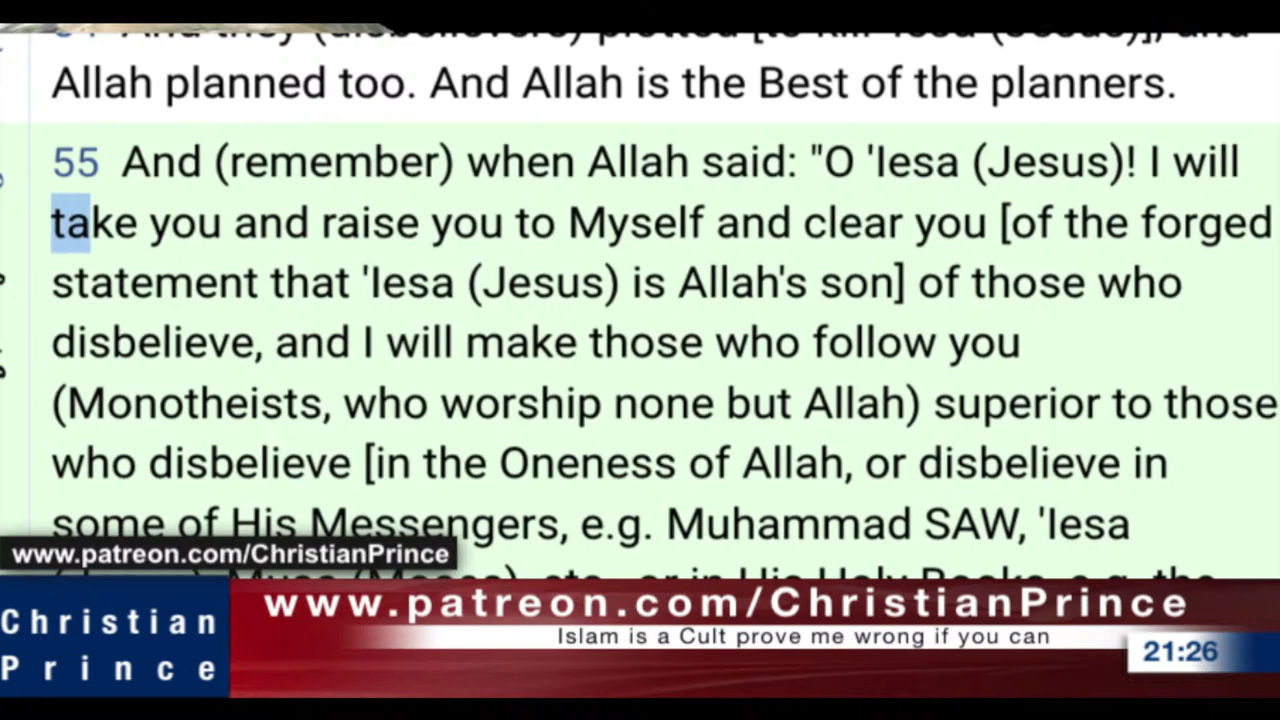 Allah planned too. And Allah is the Best of the planners.
55 And (remember) when Allah said: "O 'Iesa (Jesus)! I will
take you and raise you to Myself and clear you [of the forged
statement that 'Iesa (Jesus) is Allah's son] of those who
disbelieve, and I will make those who follow you
(Monotheists, who worship none but Allah) superior to those
who disbelieve [in the Oneness of Allah, or disbelieve in
some of His Messengers, e.g. Muhammad SAW, 'Iesa
www.patreon.com/ChristianPrince
Christian
Prince
www.patreon.com/ChristianPrince
Islam is a Cult prove me wrong if you can
21:26